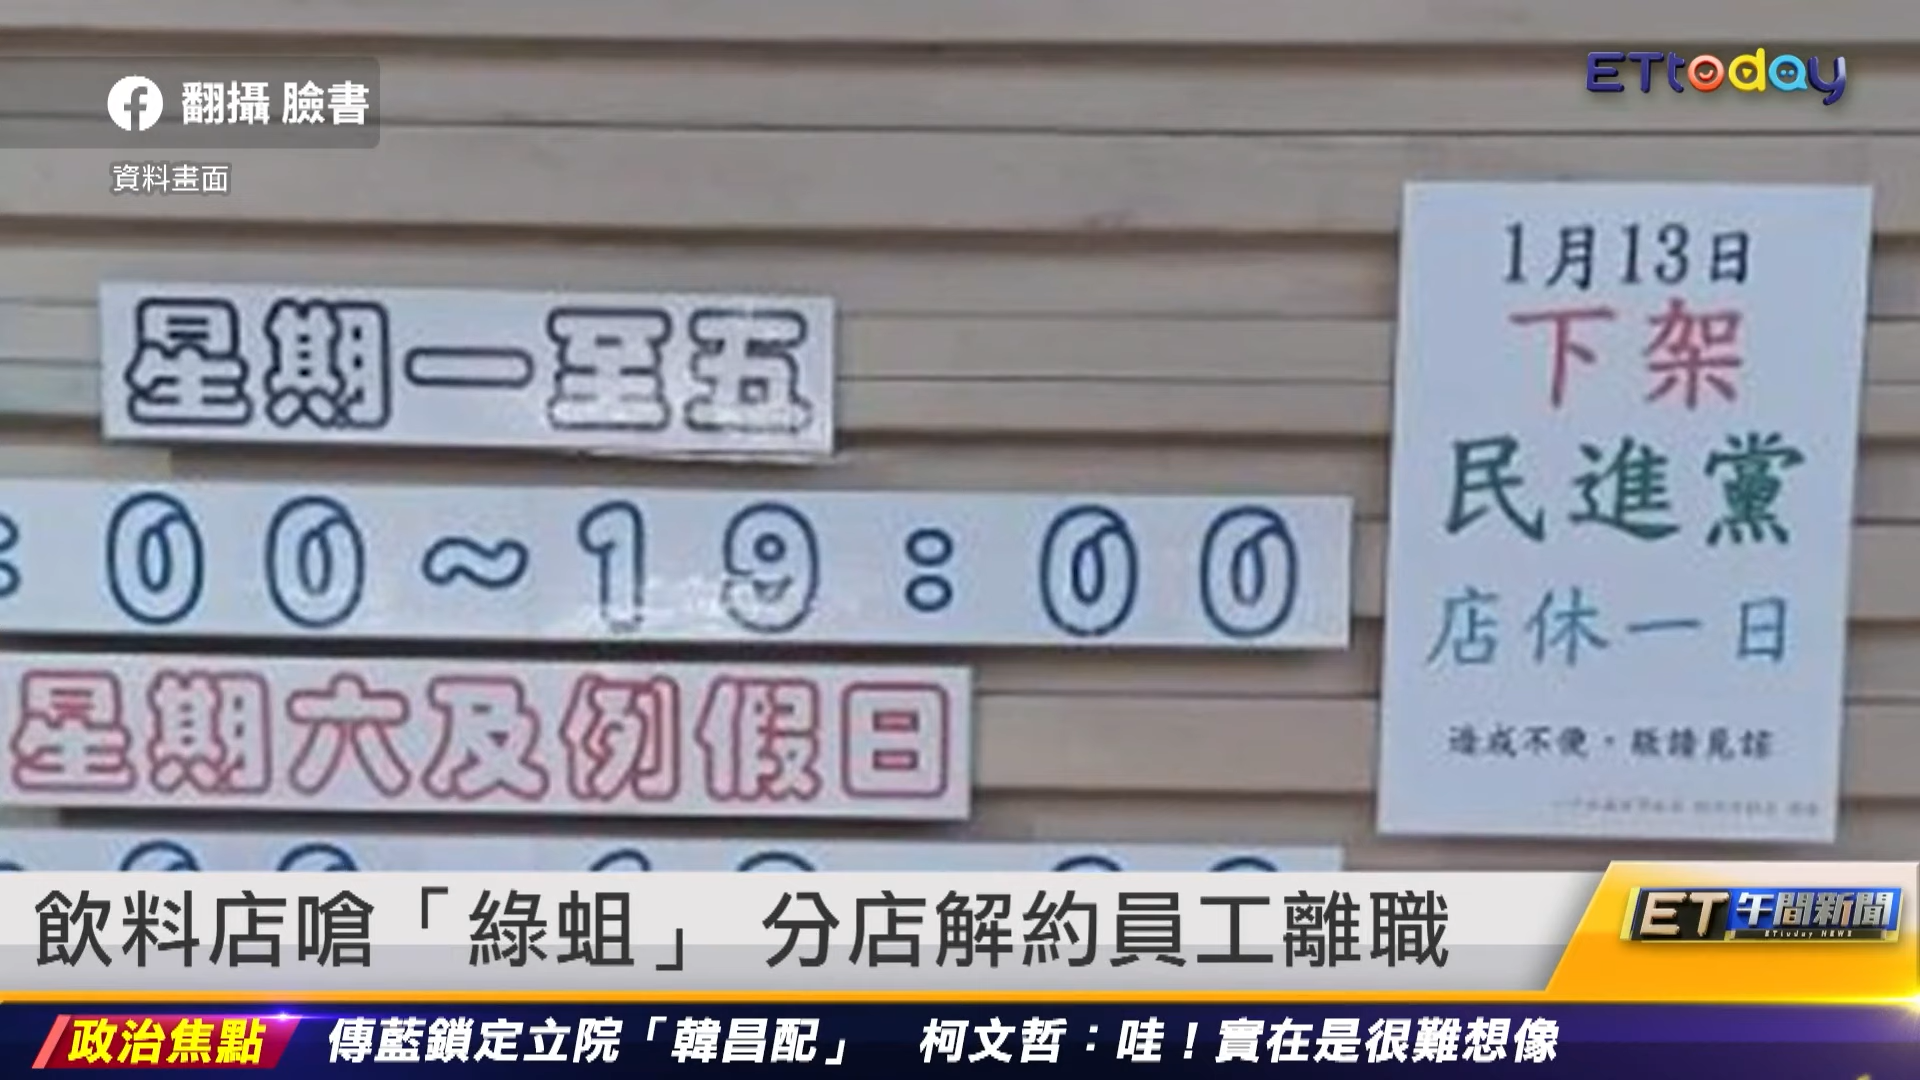 翻攝 臉書
資料畫面
ETtoday
星期一至五
:00~19:00
星期六及例假日
1月13日
下架
民進黨
店休一日
造成不便，敬請見諒
飲料店嗆「綠蛆」 分店解約員工離職
ET午間新聞
ETtoday NEWS
政治焦點
傳藍鎖定立院「韓昌配」 柯文哲：哇！實在是很難想像